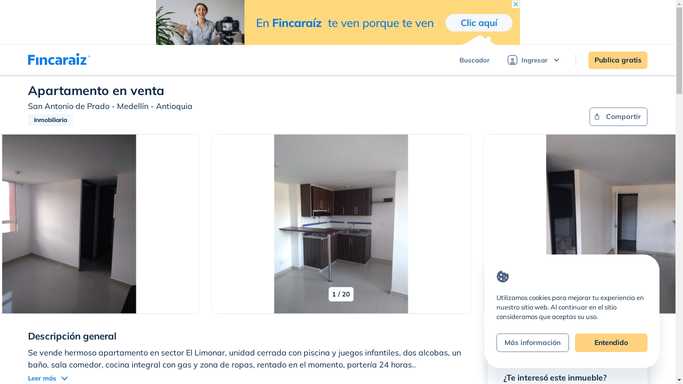 En Fincaraíz te ven porque te ven
Clic aquí
Fincaraiz
Buscador
Ingresar
Publica gratis
Apartamento en venta
San Antonio de Prado - Medellín - Antioquia
Inmobiliaria
Compartir
1 / 20
Utilizamos cookies para mejorar tu experiencia en
nuestro sitio web. Al continuar en el sitio
consideramos que aceptas su uso.
Más información
Entendido
Descripción general
Se vende hermoso apartamento en sector El Limonar, unidad cerrada con piscina y juegos infantiles, dos alcobas, un
baño, sala comedor, cocina integral con gas y zona de ropas, rentado en el momento, portería 24 horas..
Leer más
¿Te interesó este inmueble?